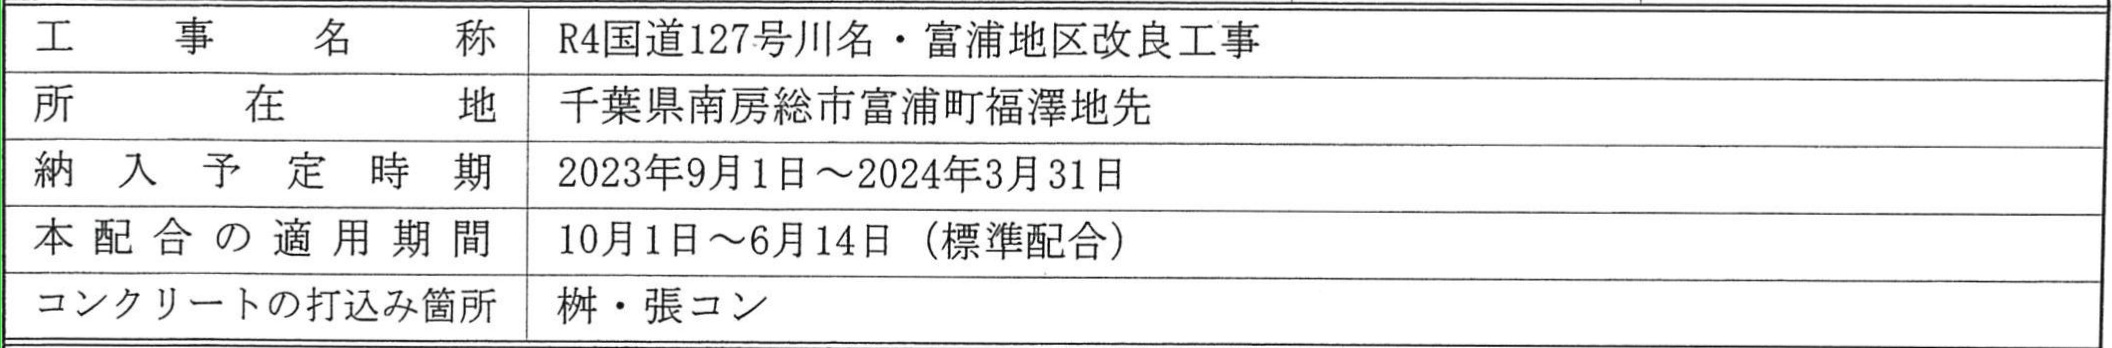 工事名称 R4国道127号川名・富浦地区改良工事
所在地 千葉県南房総市富浦町福澤地先
納入予定時期 2023年9月1日～2024年3月31日
本配合の適用期間 10月1日～6月14日（標準配合）
コンクリートの打込み箇所 桝・張コン